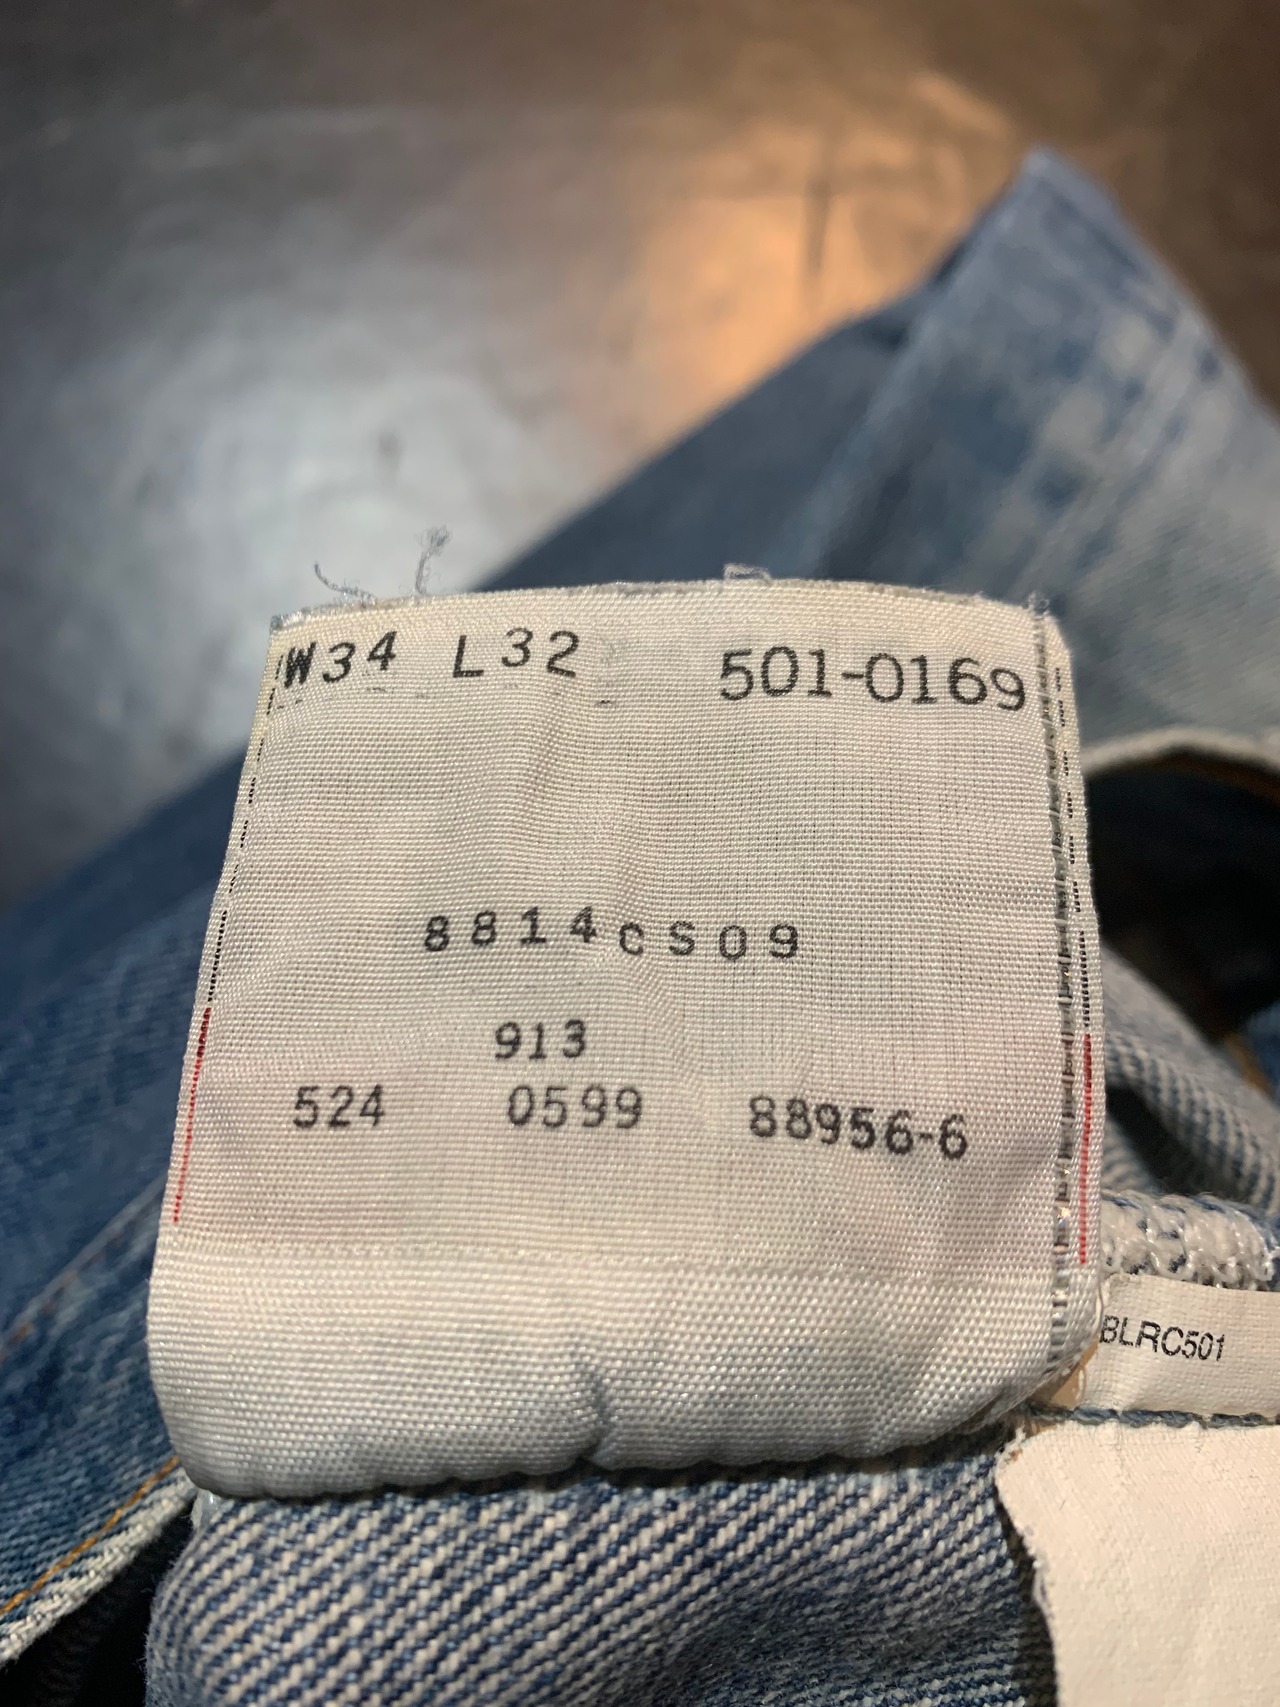 W34 L32 501-0169
8814CS09
913
524 0599 88956-6
BLRC501